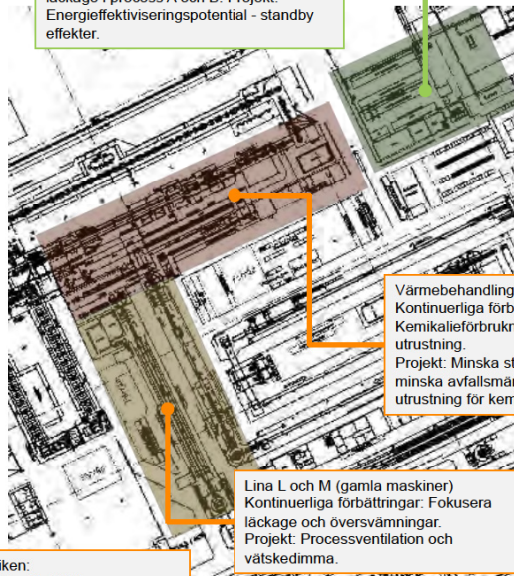 läckage i process A och B. Projekt:
Energieffektiviseringspotential - standby
effekter.
Värmebehandling
Kontinuerliga förb
Kemikalieförbrukn
utrustning.
Projekt: Minska st
minska avfallsmän
utrustning för kem
Lina L och M (gamla maskiner)
Kontinuerliga förbättringar: Fokusera
läckage och översvämningar.
Projekt: Processventilation och
vätskedimma.
iken: